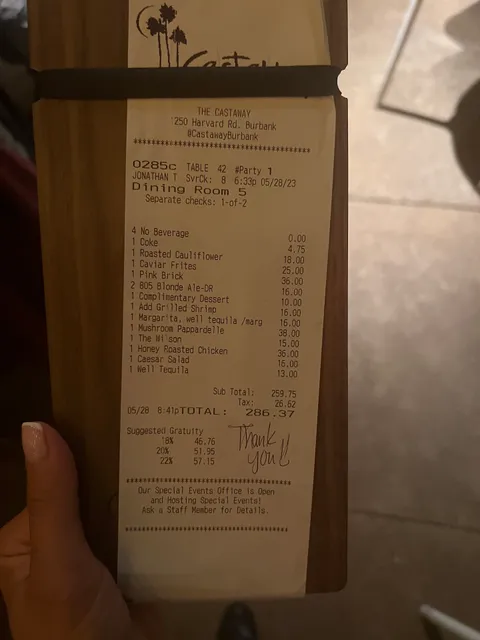 Castaway
THE CASTAWAY
1250 Harvard Rd. Burbank
@CastawayBurbank
****************************************
0285c TABLE 42 #Party 1
JONATHAN T SvrCk: 8 6:33p 05/28/23
Dining Room 5
Separate checks: 1-of-2
4 No Beverage 0.00
1 Coke 4.75
1 Roasted Cauliflower 18.00
1 Caviar Frites 25.00
1 Pink Brick 36.00
2 805 Blonde Ale-DR 16.00
1 Complimentary Dessert 10.00
1 Add Grilled Shrimp 16.00
1 Margarita, well tequila /marg 16.00
1 Mushroom Pappardelle 38.00
1 The Wilson 15.00
1 Honey Roasted Chicken 36.00
1 Caesar Salad 16.00
1 Well Tequila 13.00
Sub Total: 259.75
Tax: 26.62
05/28 8:41pTOTAL: 286.37
Suggested Gratuity
18% 46.76
20% 51.95
22% 57.15
Thank
you!!
****************************************
Our Special Events Office is Open
and Hosting Special Events!
Ask a Staff Member for Details.
****************************************